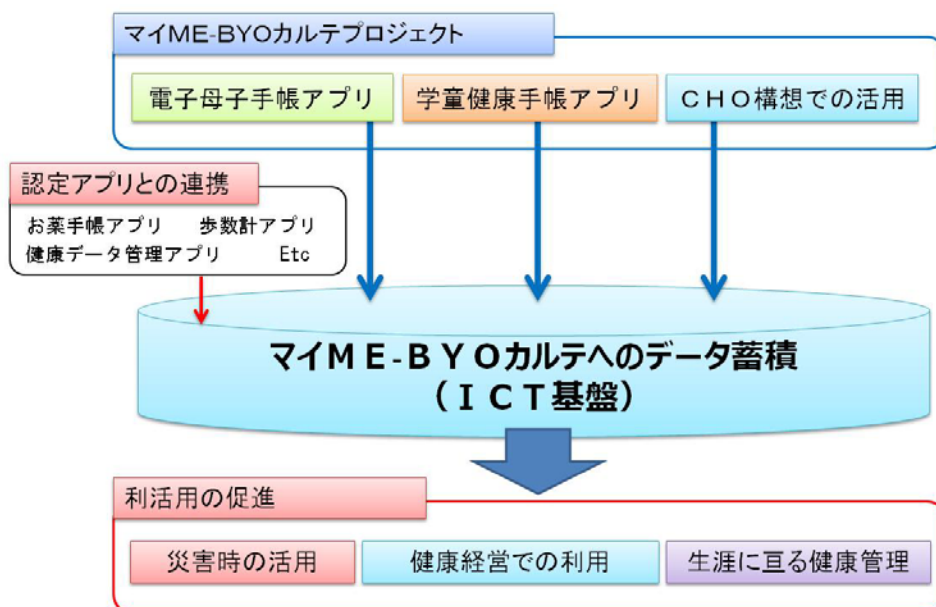 マイME-BYOカルテプロジェクト
電子母子手帳アプリ
学童健康手帳アプリ
ＣＨＯ構想での活用
認定アプリとの連携
お薬手帳アプリ 歩数計アプリ
健康データ管理アプリ Etc
マイＭＥ-ＢＹＯカルテへのデータ蓄積
（ＩＣＴ基盤）
利活用の促進
災害時の活用
健康経営での利用
生涯に亘る健康管理